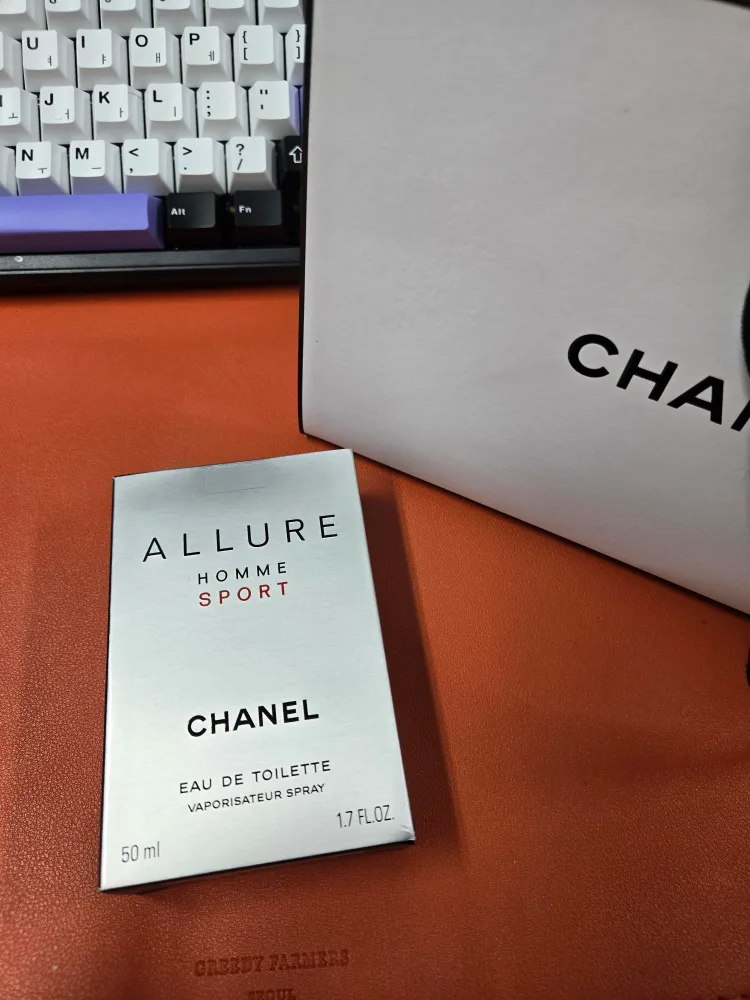 U ㅕ I ㅑ O ㅐ P ㅔ { [ } ]
J ㅓ K ㅏ L ㅣ : ; "
N ㅜ M ㅡ < , > . ? /
Alt Fn
CHA
ALLURE
HOMME
SPORT
CHANEL
EAU DE TOILETTE
VAPORISATEUR SPRAY
50 ml 1.7 FL.OZ.
GREEDY FARMERS
SEOUL